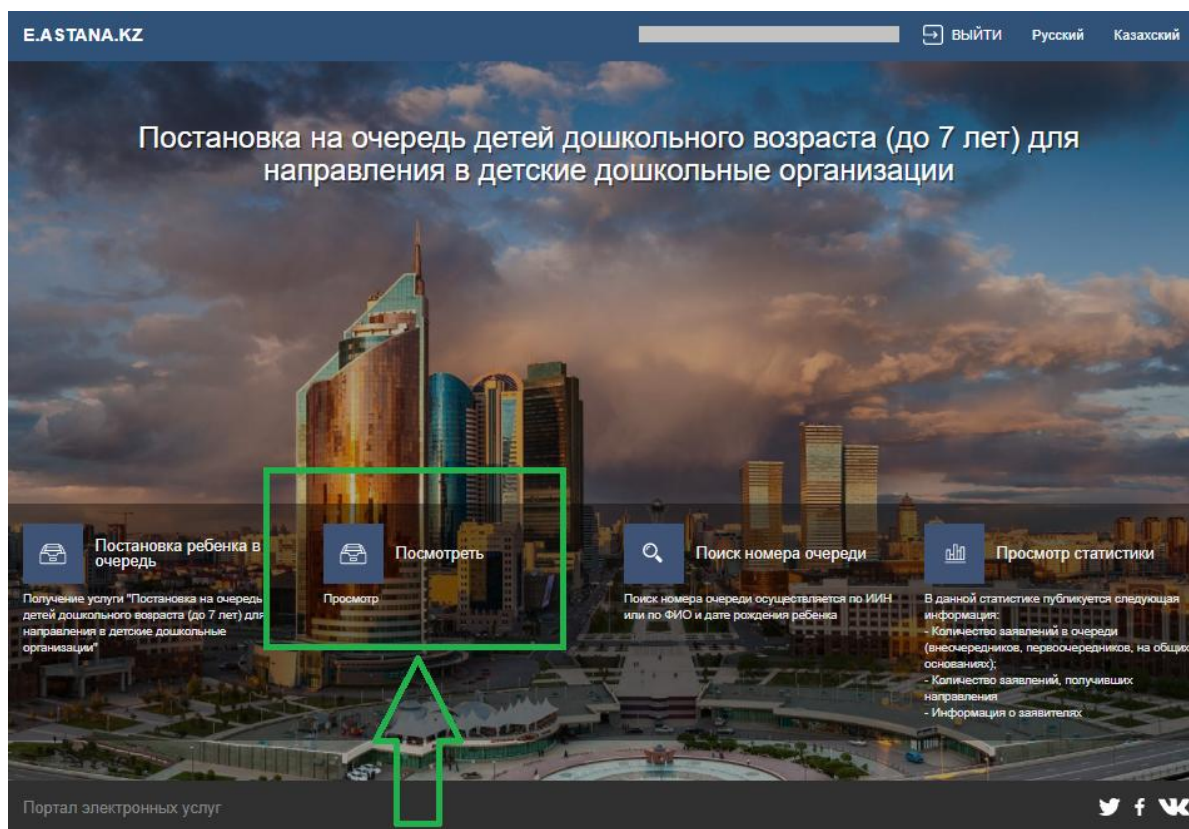 E.ASTANA.KZ
ВЫЙТИ
Русский
Казахский
Постановка на очередь детей дошкольного возраста (до 7 лет) для
направления в детские дошкольные организации
Постановка ребенка в
очередь
Получение услуги "Постановка на очередь
детей дошкольного возраста (до 7 лет) для
направления в детские дошкольные
организации"
Посмотреть
Просмотр
Поиск номера очереди
Поиск номера очереди осуществляется по ИИН
или по ФИО и дате рождения ребенка
Просмотр статистики
В данной статистике публикуется следующая
информация:
- Количество заявлений в очереди
(внеочередников, первоочередников, на общих
основаниях);
- Количество заявлений, получивших
направления
- Информация о заявителях
Портал электронных услуг